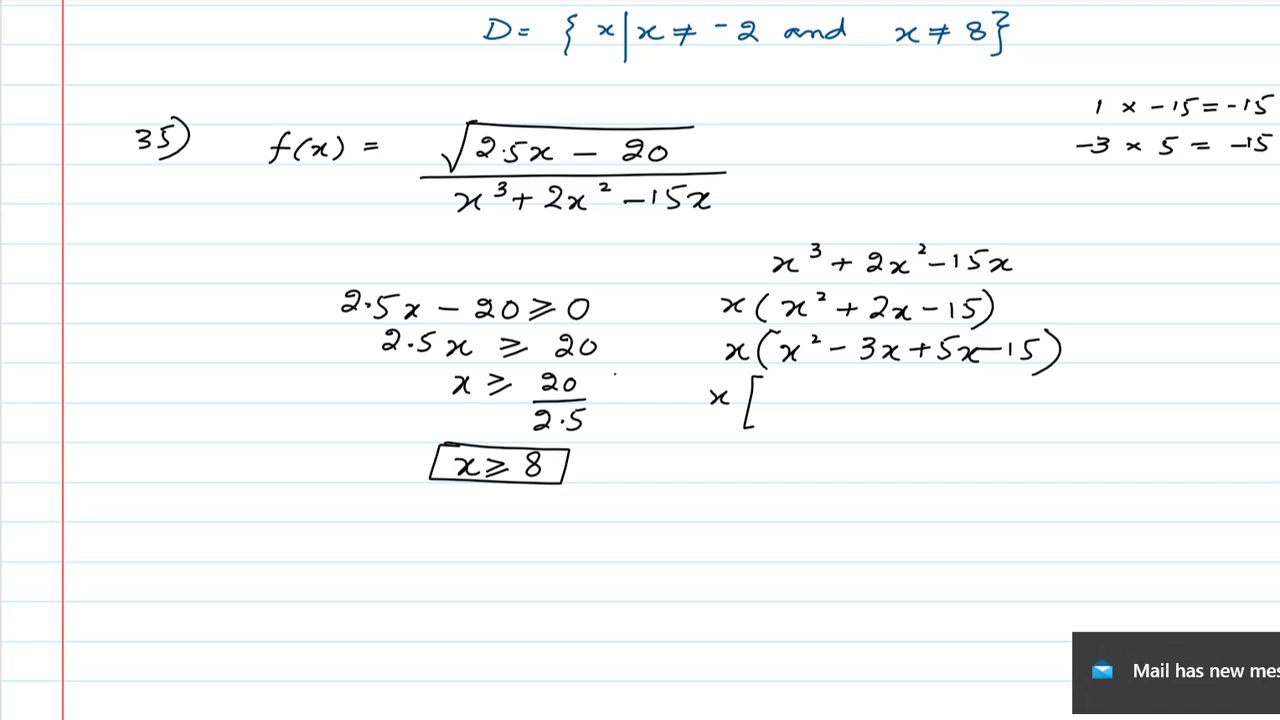 D = { x | x ≠ -2 and x ≠ 8 }
1 x -15 = -15
-3 x 5 = -15
35) f(x) = √(2.5x - 20) / (x³ + 2x² - 15x)
x³ + 2x² - 15x
2.5x - 20 ≥ 0
x(x² + 2x - 15)
2.5x ≥ 20
x(x² - 3x + 5x - 15)
x ≥ 20/2.5
x [
x ≥ 8
Mail has new mes